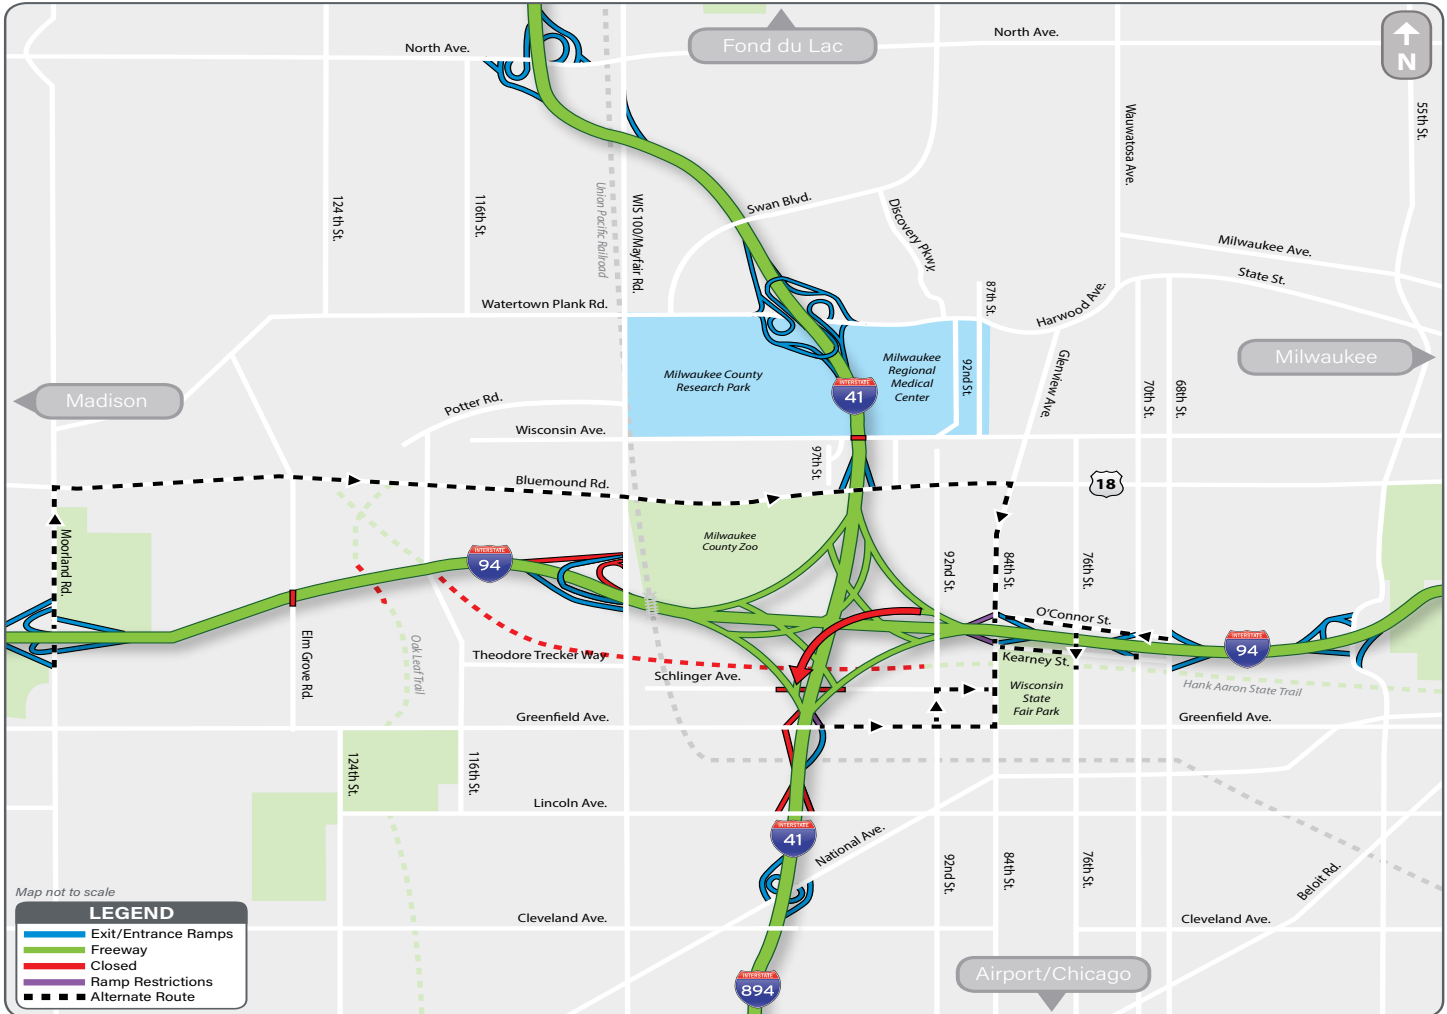 North Ave.
Fond du Lac
North Ave.
N
55th St.
Wauwatosa Ave.
124 th St.
116th St.
Union Pacific Railroad
WIS 100/Mayfair Rd.
Swan Blvd.
Discovery Pkwy.
Milwaukee Ave.
State St.
87th St.
Harwood Ave.
Watertown Plank Rd.
Milwaukee County
Research Park
Milwaukee
Regional
Medical
Center
92nd St.
Glenview Ave.
Milwaukee
Madison
INTERSTATE
41
70th St.
68th St.
Potter Rd.
Wisconsin Ave.
97th St.
Bluemound Rd.
18
Moorland Rd.
Milwaukee
County Zoo
INTERSTATE
94
92nd St.
84th St.
76th St.
O'Connor St.
Elm Grove Rd.
Oak Leaf Trail
Theodore Trecker Way
Schlinger Ave.
Kearney St.
INTERSTATE
94
Wisconsin
State
Fair Park
Hank Aaron State Trail
Greenfield Ave.
Greenfield Ave.
124th St.
116th St.
Lincoln Ave.
INTERSTATE
41
National Ave.
92nd St.
84th St.
76th St.
Beloit Rd.
Cleveland Ave.
Cleveland Ave.
INTERSTATE
894
Airport/Chicago
Map not to scale
LEGEND
Exit/Entrance Ramps
Freeway
Closed
Ramp Restrictions
Alternate Route